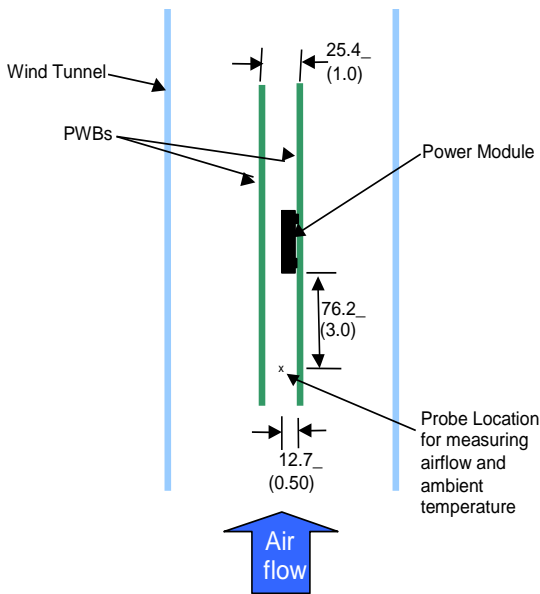 25.4_
(1.0)
Wind Tunnel
PWBs
Power Module
76.2_
(3.0)
x
Probe Location
for measuring
airflow and
ambient
temperature
12.7_
(0.50)
Air
flow